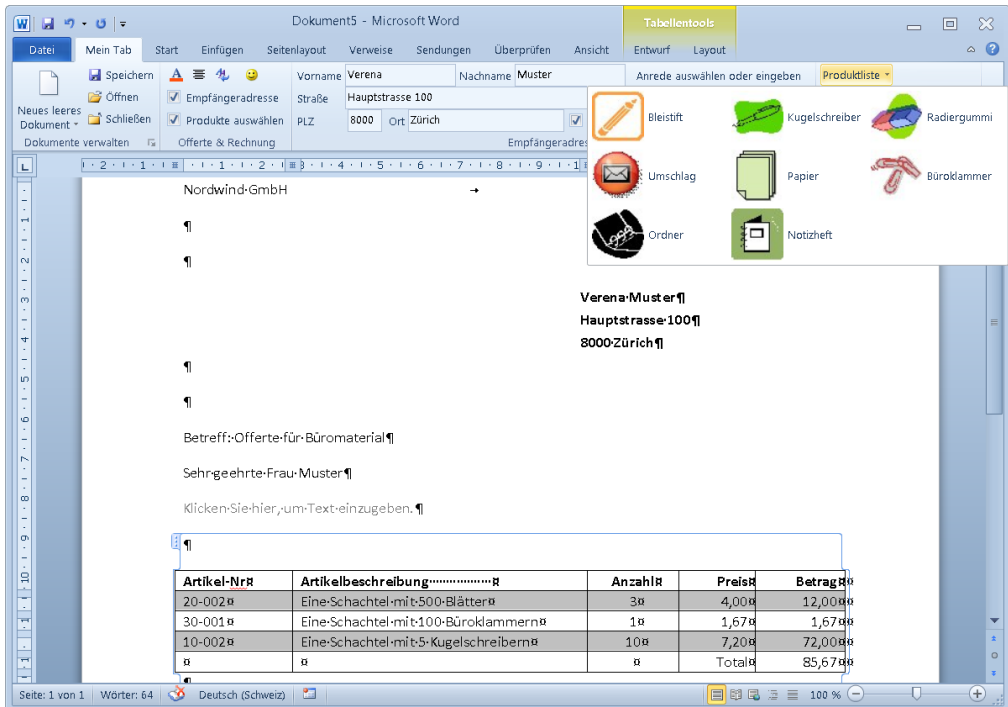 Dokument5 - Microsoft Word
Tabellentools
Datei Mein Tab Start Einfügen Seitenlayout Verweise Sendungen Überprüfen Ansicht Entwurf Layout
Neues leeres Dokument
Speichern
Öffnen
Schließen
Dokumente verwalten
Empfängeradresse
Produkte auswählen
Offerte & Rechnung
Vorname Verena Nachname Muster
Straße Hauptstrasse 100
PLZ 8000 Ort Zürich
Empfängeradres
Anrede auswählen oder eingeben Produktliste
Bleistift Kugelschreiber Radiergummi
Umschlag Papier Büroklammer
Ordner Notizheft
Nordwind·GmbH →
¶
¶
Verena·Muster¶
Hauptstrasse·100¶
8000·Zürich¶
¶
¶
Betreff:·Offerte·für·Büromaterial¶
Sehr·geehrte·Frau·Muster¶
Klicken·Sie·hier,·um·Text·einzugeben.¶
¶
Artikel-Nr¤ Artikelbeschreibung··················¤ Anzahl¤ Preis¤ Betrag¤¤
20-002¤ Eine·Schachtel·mit·500·Blätter¤ 3¤ 4,00¤ 12,00¤¤
30-001¤ Eine·Schachtel·mit·100·Büroklammern¤ 1¤ 1,67¤ 1,67¤¤
10-002¤ Eine·Schachtel·mit·5·Kugelschreibern¤ 10¤ 7,20¤ 72,00¤¤
¤ ¤ ¤ Total¤ 85,67¤¤
¶
Seite: 1 von 1 Wörter: 64 Deutsch (Schweiz) 100 %